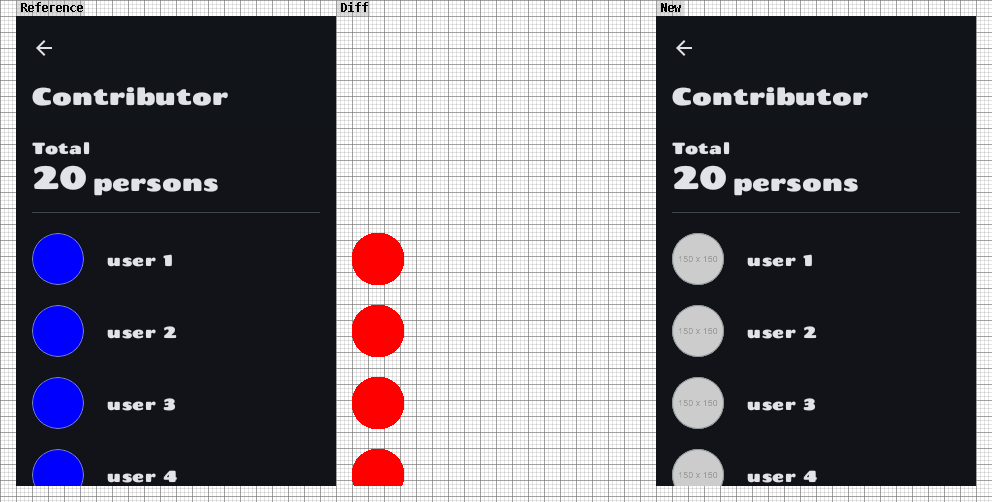 Reference
Diff
New
Contributor
Total
20 persons
user 1
user 2
user 3
user 4
Contributor
Total
20 persons
150 x 150
user 1
150 x 150
user 2
150 x 150
user 3
150 x 150
user 4